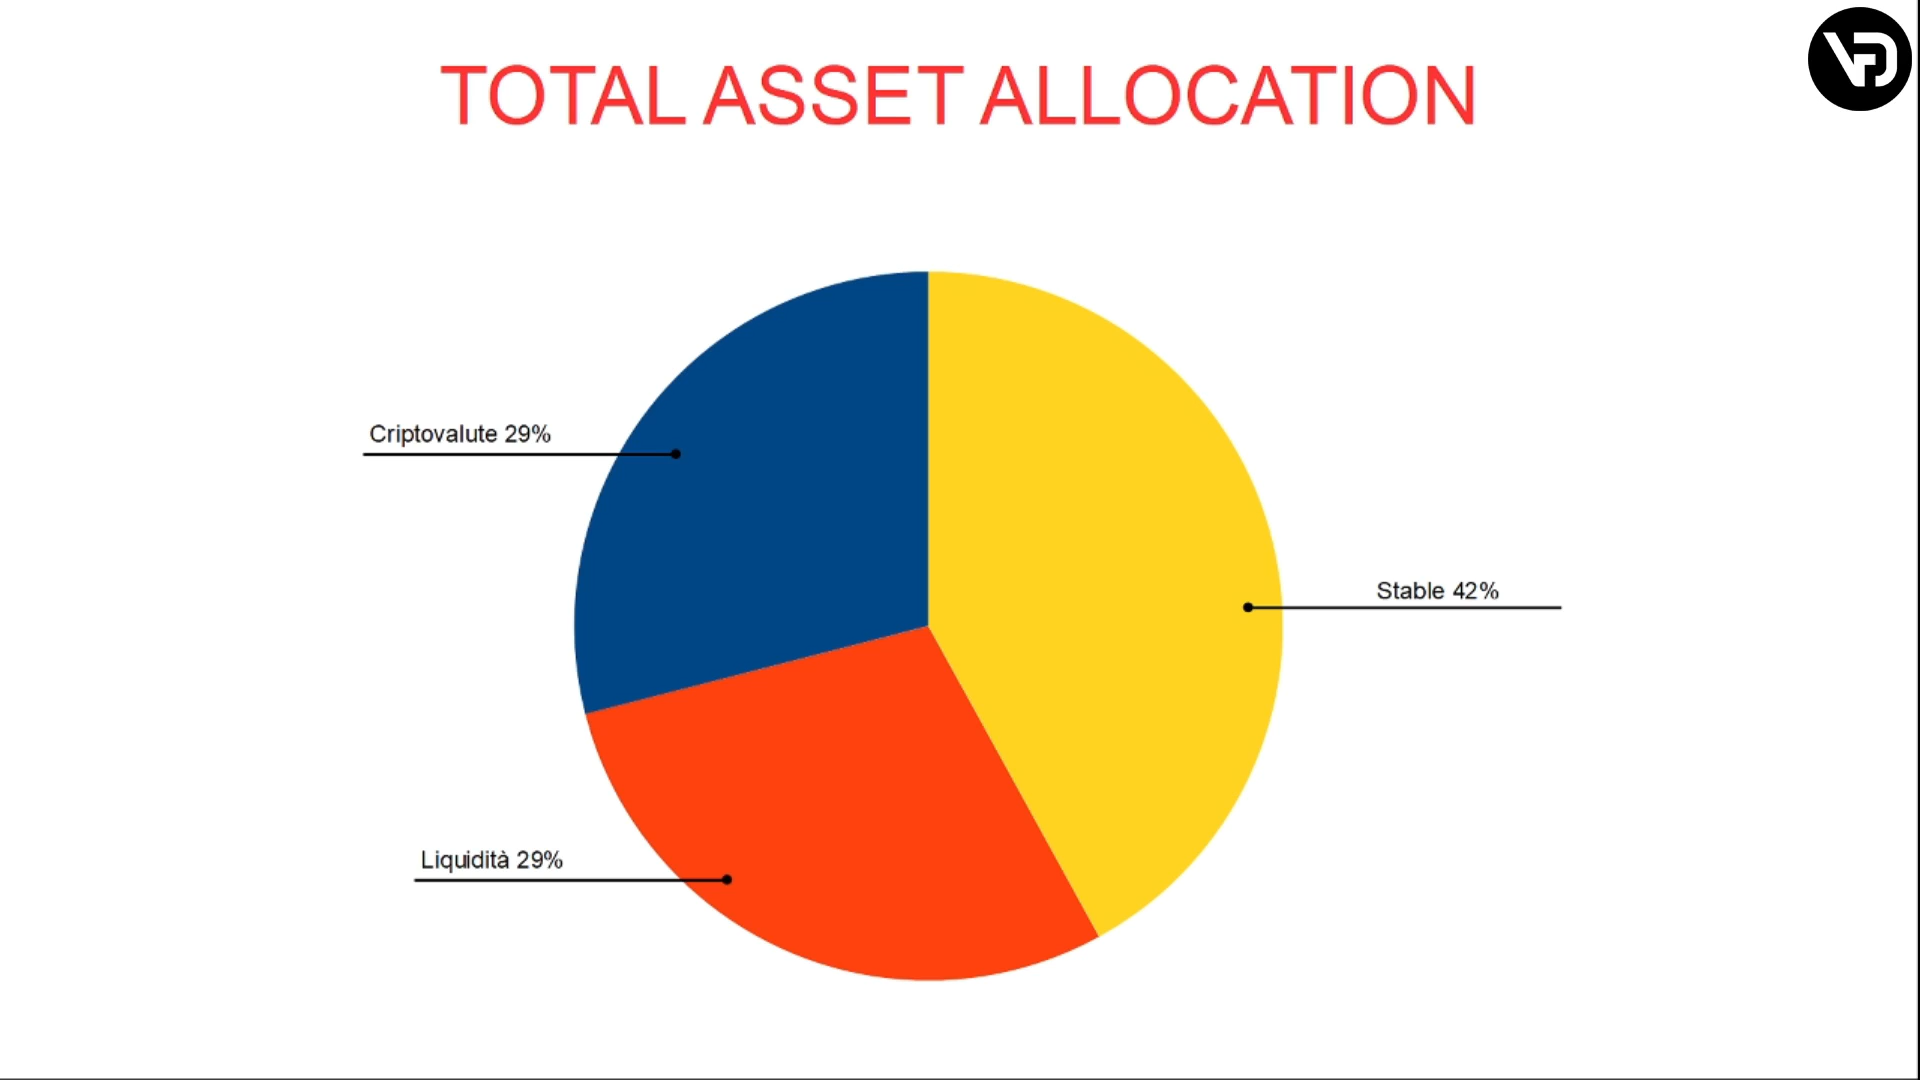 TOTAL ASSET ALLOCATION
Criptovalute 29%
Stable 42%
Liquidità 29%